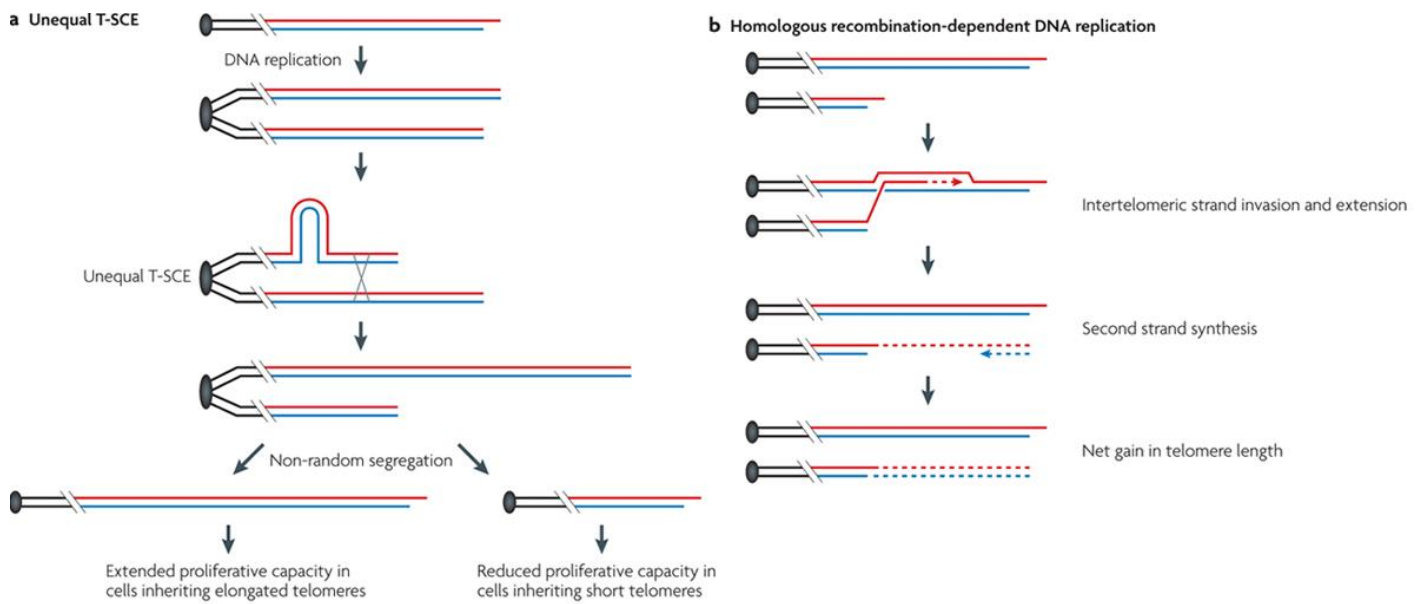 a Unequal T-SCE
DNA replication
Unequal T-SCE
Non-random segregation
Extended proliferative capacity in
cells inheriting elongated telomeres
Reduced proliferative capacity in
cells inheriting short telomeres
b Homologous recombination-dependent DNA replication
Intertelomeric strand invasion and extension
Second strand synthesis
Net gain in telomere length